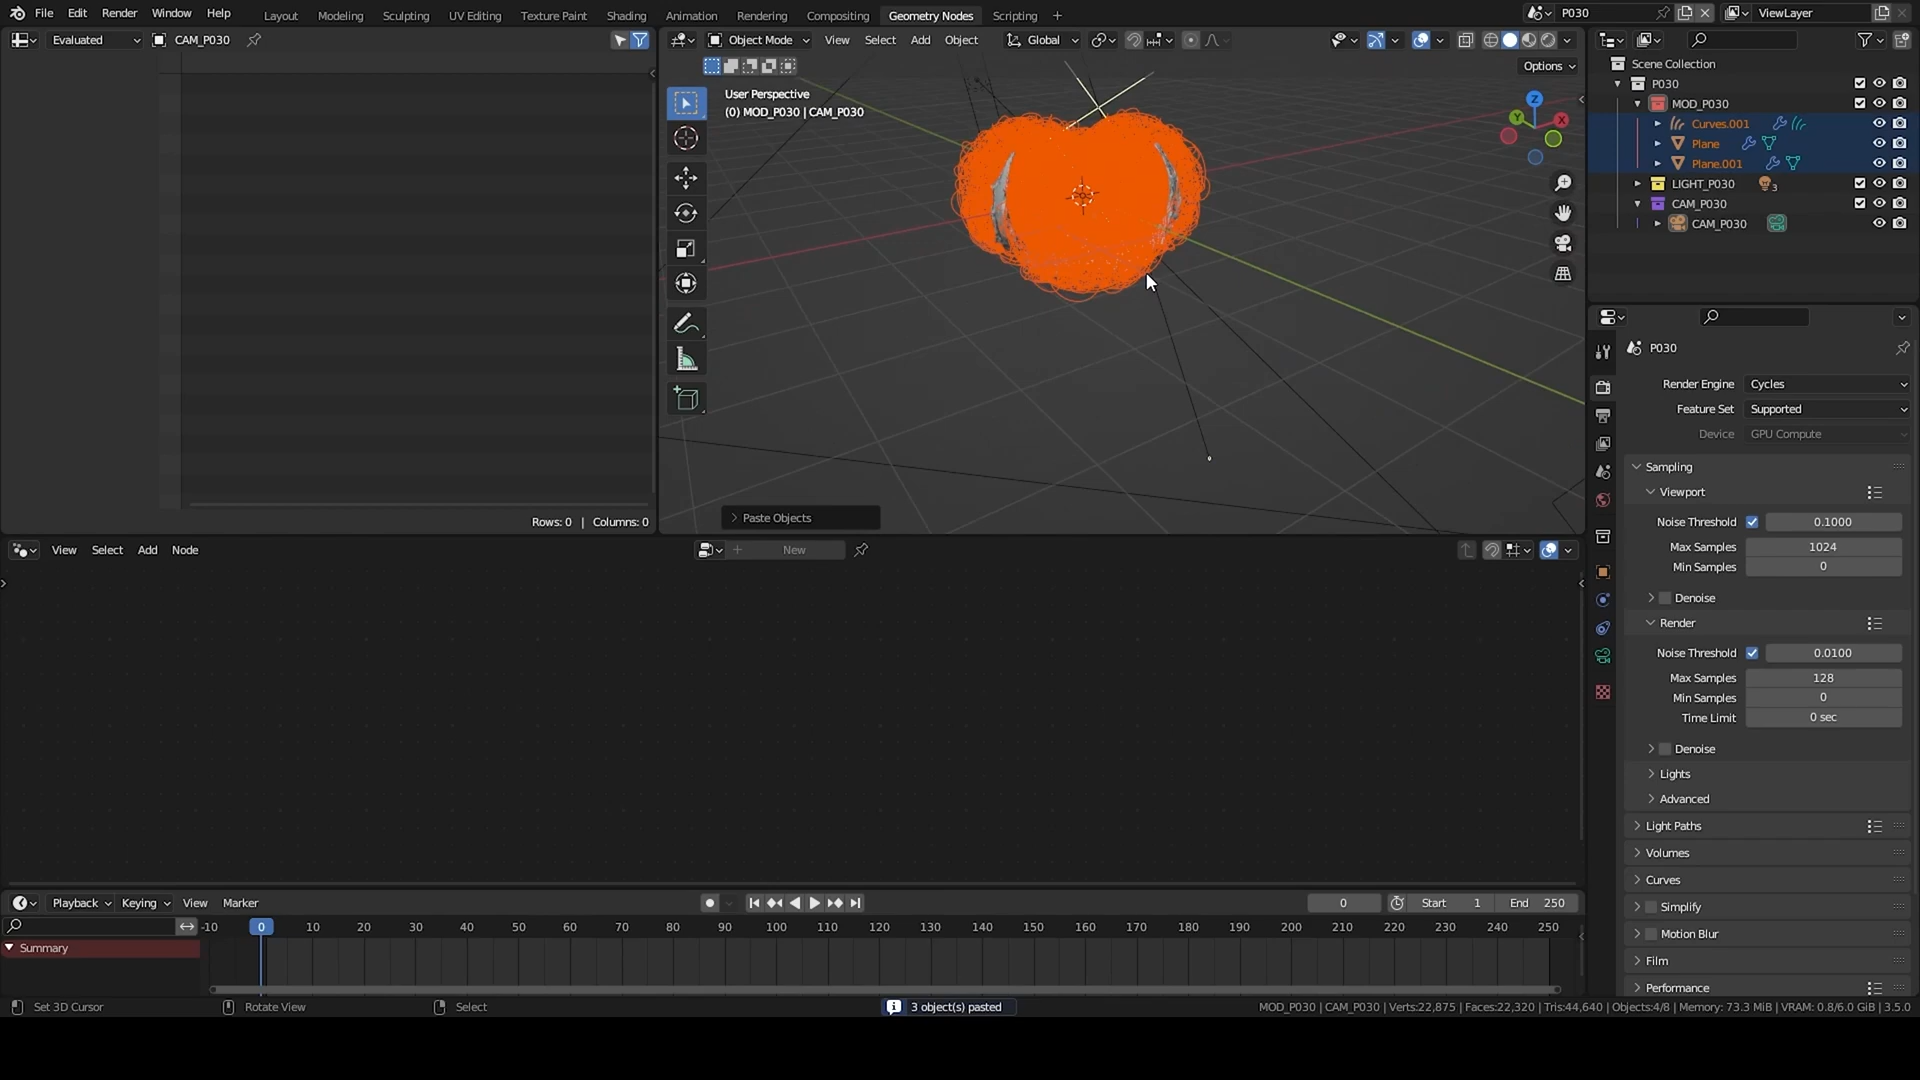 File Edit Render Window Help
Layout Modeling Sculpting UV Editing Texture Paint Shading Animation Rendering Compositing Geometry Nodes Scripting
P030
ViewLayer
Evaluated
CAM_P030
Object Mode View Select Add Object
Global
Options
User Perspective
(0) MOD_P030 | CAM_P030
Z
Y
X
Paste Objects
Rows: 0 | Columns: 0
Scene Collection
P030
MOD_P030
Curves.001
Plane
Plane.001
LIGHT_P030
3
CAM_P030
CAM_P030
P030
Render Engine Cycles
Feature Set Supported
Device GPU Compute
Sampling
Viewport
Noise Threshold 0.1000
Max Samples 1024
Min Samples 0
Denoise
Render
Noise Threshold 0.0100
Max Samples 128
Min Samples 0
Time Limit 0 sec
Denoise
Lights
Advanced
Light Paths
Volumes
Curves
Simplify
Motion Blur
Film
Performance
View Select Add Node
New
Playback Keying View Marker
0
Start 1
End 250
-10 0 10 20 30 40 50 60 70 80 90 100 110 120 130 140 150 160 170 180 190 200 210 220 230 240 250
Summary
Set 3D Cursor
Rotate View
Select
3 object(s) pasted
MOD_P030 | CAM_P030 | Verts:22,875 | Faces:22,320 | Tris:44,640 | Objects:4/8 | Memory: 73.3 MiB | VRAM: 0.8/6.0 GiB | 3.5.0